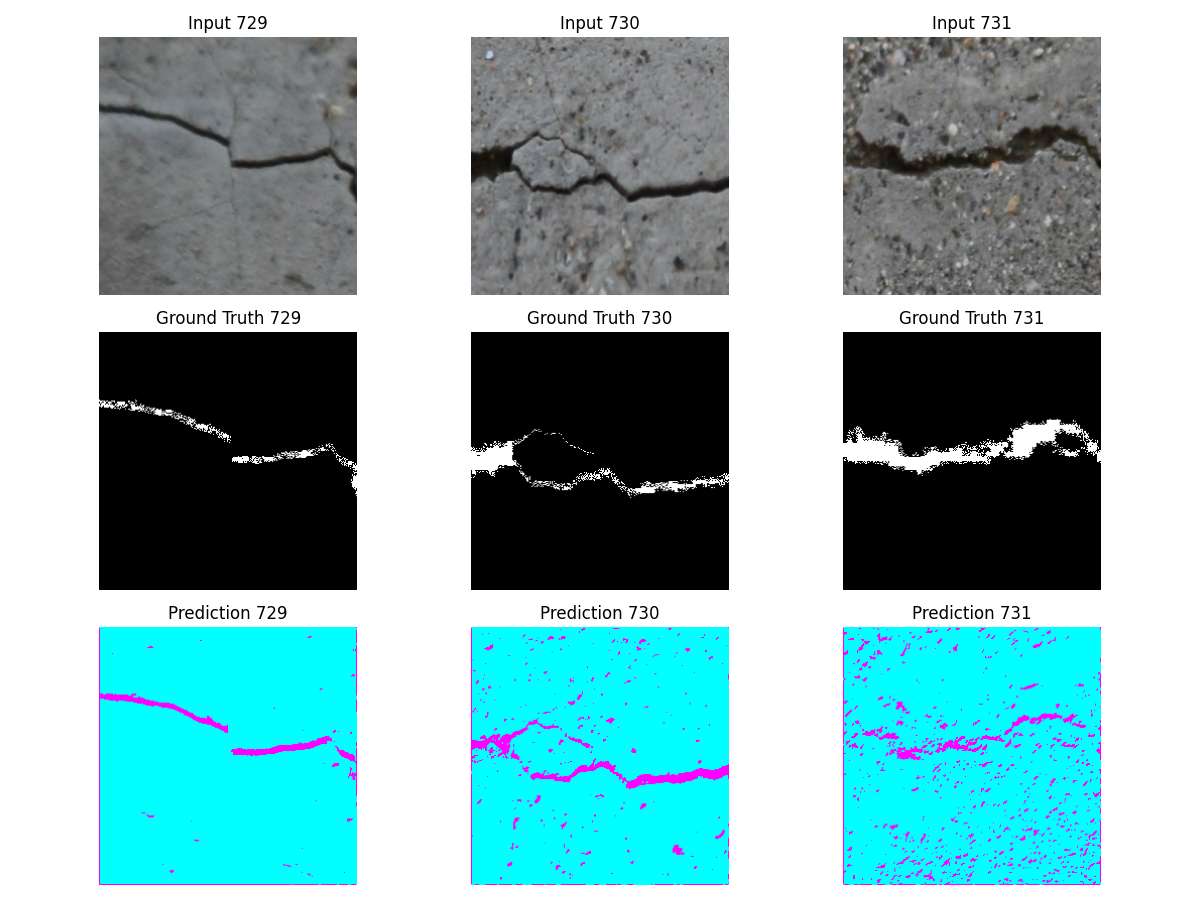 Input 729
Input 730
Input 731
Ground Truth 729
Ground Truth 730
Ground Truth 731
Prediction 729
Prediction 730
Prediction 731